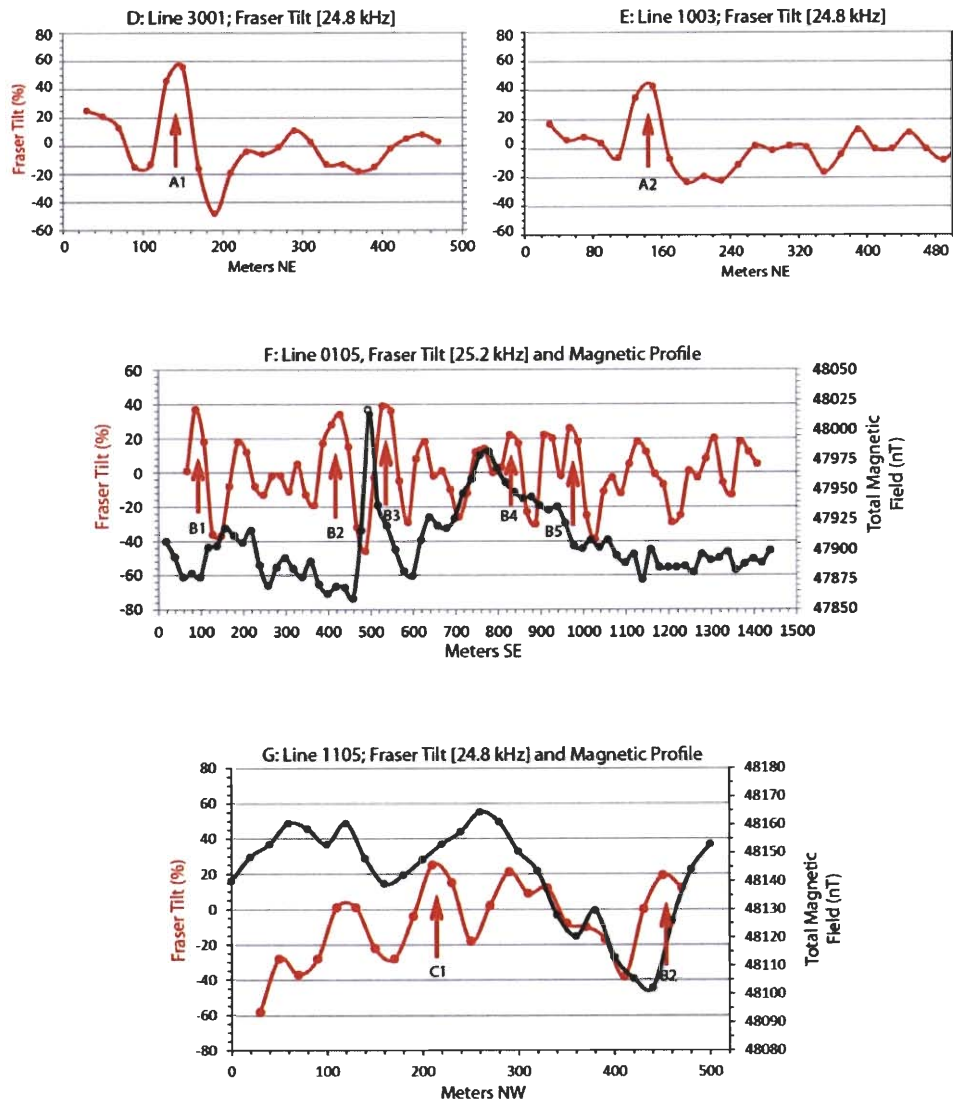 D: Line 3001; Fraser Tilt [24.8 kHz]
80
60
40
20
0
-20
-40
-60
Fraser Tilt (%)
A1
0 100 200 300 400 500
Meters NE
E: Line 1003; Fraser Tilt [24.8 kHz]
80
60
40
20
0
-20
-40
-60
A2
0 80 160 240 320 400 480
Meters NE
F: Line 0105, Fraser Tilt [25.2 kHz] and Magnetic Profile
60
40
20
0
-20
-40
-60
-80
Fraser Tilt (%)
B1
B2
B3
B4
B5
48050
48025
48000
47975
47950
47925
47900
47875
47850
Total Magnetic
Field (nT)
0 100 200 300 400 500 600 700 800 900 1000 1100 1200 1300 1400 1500
Meters SE
G: Line 1105; Fraser Tilt [24.8 kHz] and Magnetic Profile
80
60
40
20
0
-20
-40
-60
-80
Fraser Tilt (%)
C1
B2
48180
48170
48160
48150
48140
48130
48120
48110
48100
48090
48080
Total Magnetic
Field (nT)
0 100 200 300 400 500
Meters NW